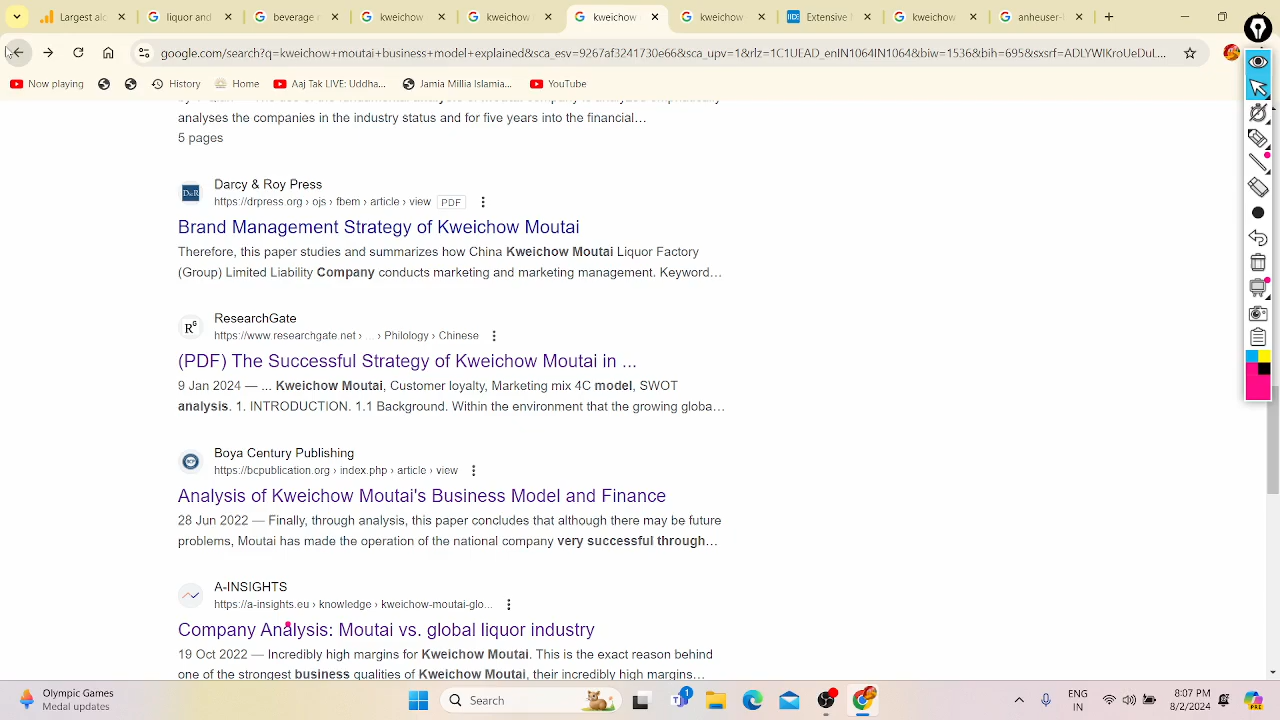 Largest alc
liquor and
beverage
kweichow
kweichow
kweichow
kweichow
Extensive
kweichow
anheuser-l
google.com/search?q=kweichow+moutai+business+model+explained&sca_esv=9267af3241730e66&sca_upv=1&rlz=1C1UEAD_enIN1064IN1064&biw=1536&bih=695&sxsrf=ADLYWIKroIeDuI...
Now playing
History
Home
Aaj Tak LIVE: Uddha...
Jamia Millia Islamia...
YouTube
analyses the companies in the industry status and for five years into the financial...
5 pages
Darcy & Roy Press
https://drpress.org › ojs › fbem › article › view PDF
Brand Management Strategy of Kweichow Moutai
Therefore, this paper studies and summarizes how China Kweichow Moutai Liquor Factory
(Group) Limited Liability Company conducts marketing and marketing management. Keyword...
ResearchGate
https://www.researchgate.net › ... › Philology › Chinese
(PDF) The Successful Strategy of Kweichow Moutai in ...
9 Jan 2024 — ... Kweichow Moutai, Customer loyalty, Marketing mix 4C model, SWOT
analysis. 1. INTRODUCTION. 1.1 Background. Within the environment that the growing globa...
Boya Century Publishing
https://bcpublication.org › index.php › article › view
Analysis of Kweichow Moutai's Business Model and Finance
28 Jun 2022 — Finally, through analysis, this paper concludes that although there may be future
problems, Moutai has made the operation of the national company very successful through...
A-INSIGHTS
https://a-insights.eu › knowledge › kweichow-moutai-glo...
Company Analysis: Moutai vs. global liquor industry
19 Oct 2022 — Incredibly high margins for Kweichow Moutai. This is the exact reason behind
one of the strongest business qualities of Kweichow Moutai, their incredibly high margins...
Olympic Games
Medal updates
Search
1
ENG
IN
8:07 PM
8/2/2024